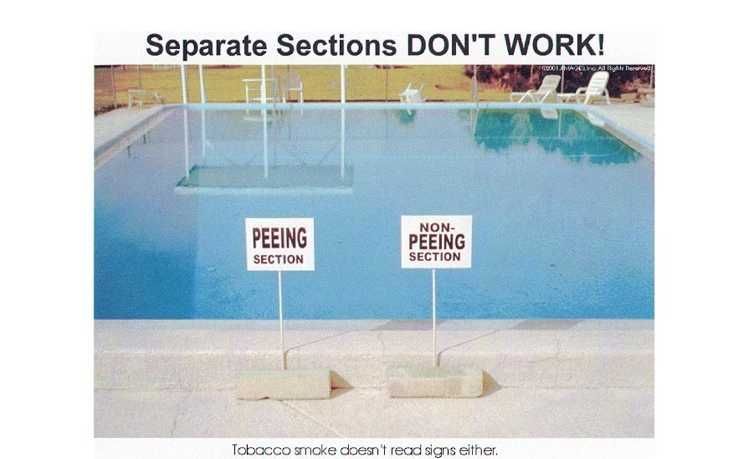 Separate Sections DON'T WORK!
PEEING
SECTION
NON-
PEEING
SECTION
Tobacco smoke doesn't read signs either.